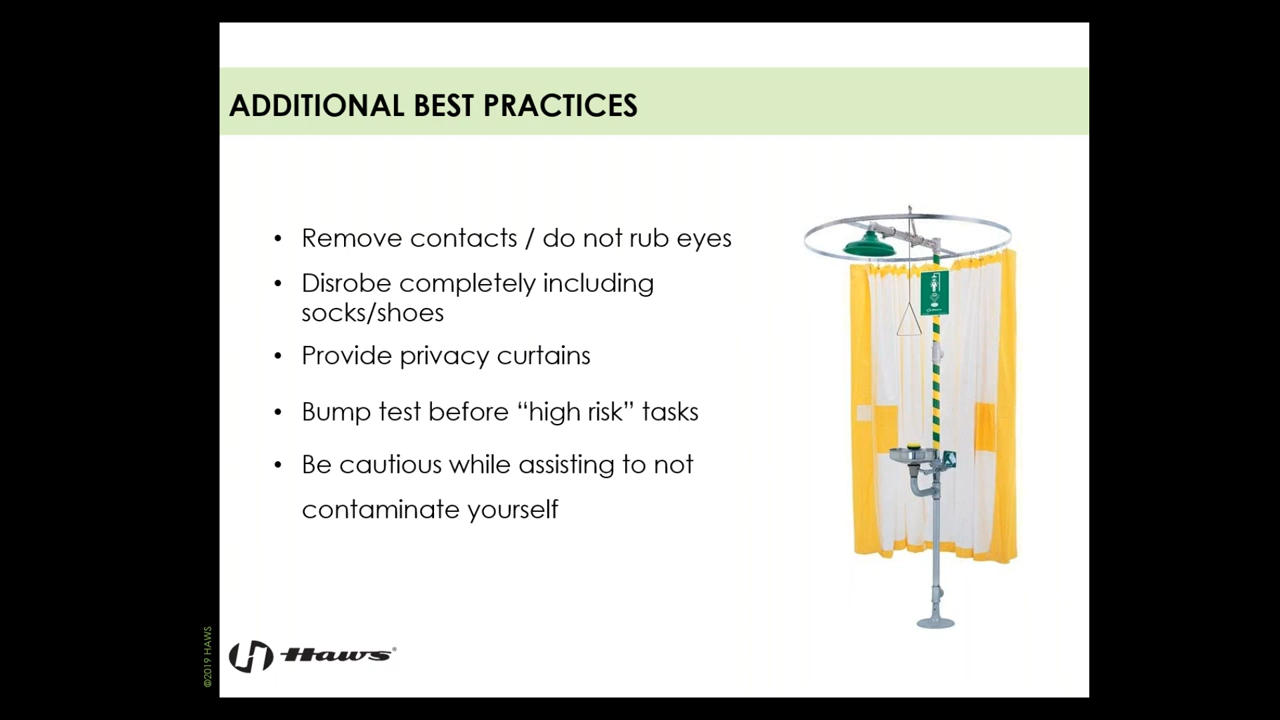 ADDITIONAL BEST PRACTICES
• Remove contacts / do not rub eyes
• Disrobe completely including
socks/shoes
• Provide privacy curtains
• Bump test before “high risk” tasks
• Be cautious while assisting to not
contaminate yourself
©2019 HAWS
Haws®